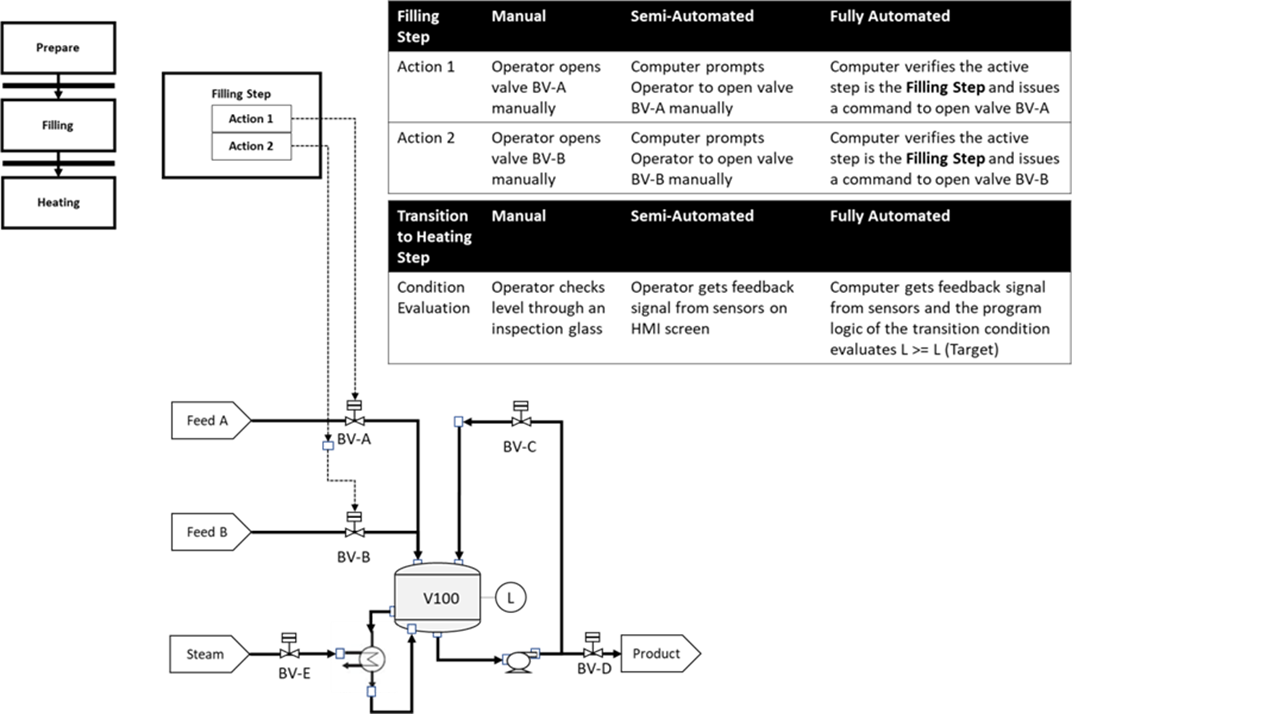 Prepare
Filling
Heating
Filling Step
Action 1
Action 2
Filling Step Manual Semi-Automated Fully Automated
Action 1 Operator opens valve BV-A manually Computer prompts Operator to open valve BV-A manually Computer verifies the active step is the Filling Step and issues a command to open valve BV-A
Action 2 Operator opens valve BV-B manually Computer prompts Operator to open valve BV-B manually Computer verifies the active step is the Filling Step and issues a command to open valve BV-B
Transition to Heating Step Manual Semi-Automated Fully Automated
Condition Evaluation Operator checks level through an inspection glass Operator gets feedback signal from sensors on HMI screen Computer gets feedback signal from sensors and the program logic of the transition condition evaluates L >= L (Target)
Feed A
BV-A
BV-C
Feed B
BV-B
V100
L
Steam
BV-E
BV-D
Product